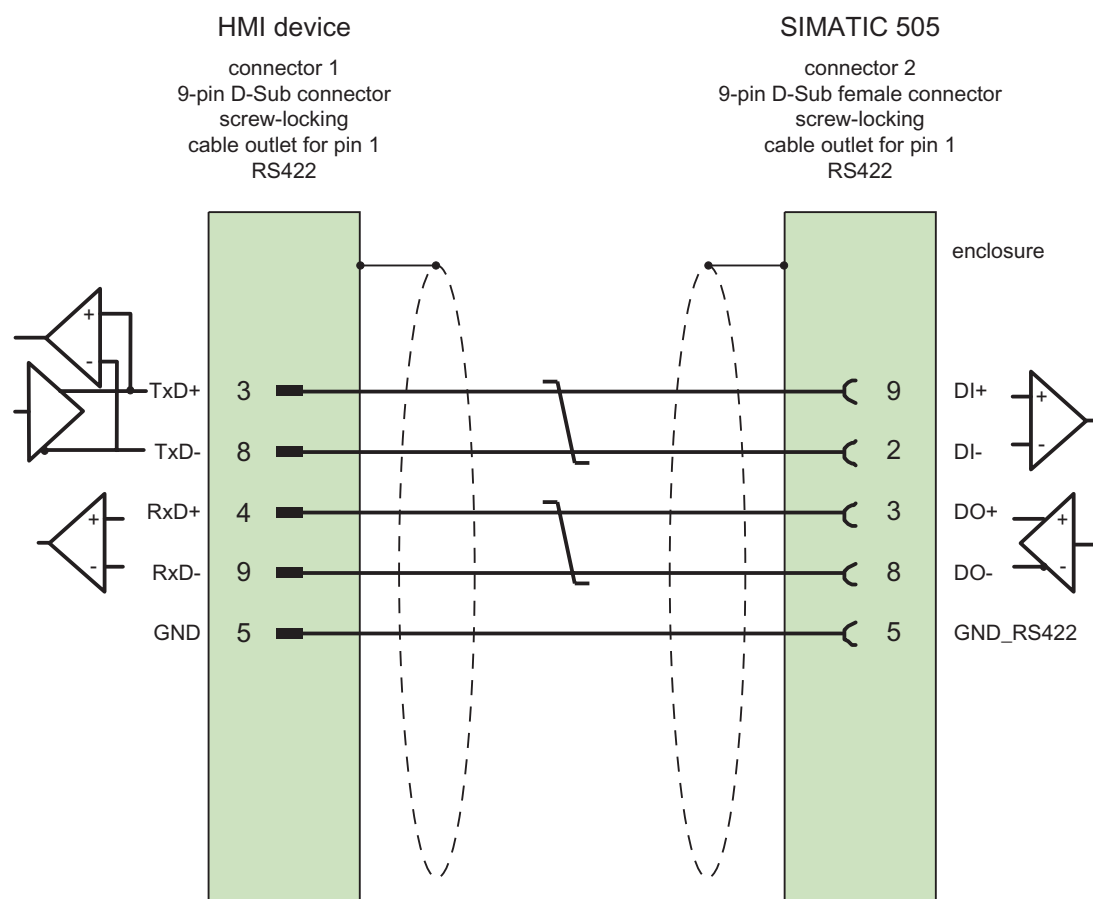 HMI device
connector 1
9-pin D-Sub connector
screw-locking
cable outlet for pin 1
RS422
SIMATIC 505
connector 2
9-pin D-Sub female connector
screw-locking
cable outlet for pin 1
RS422
enclosure
+
-
TxD+ 3 9 DI+ +
TxD- 8 2 DI- -
+ RxD+ 4 3 DO+ +
- RxD- 9 8 DO- -
GND 5 5 GND_RS422